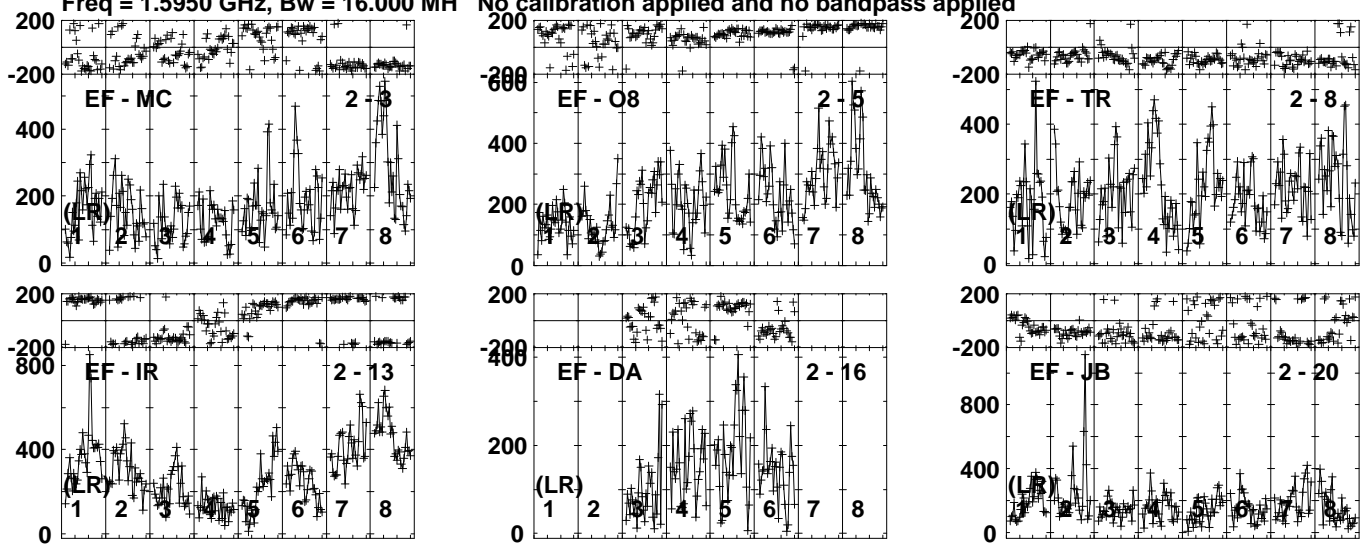 Freq = 1.5950 GHz, Bw = 16.000 MH No calibration applied and no bandpass applied
200
-200
EF - MC 2 - 3
400
200
(LR)
0
1 2 3 4 5 6 7 8
200
-200
600
EF - O8 2 - 5
400
200
(LR)
0
1 2 3 4 5 6 7 8
200
-200
EF - TR 2 - 8
400
200
(LR)
0
1 2 3 4 5 6 7 8
200
-200
800
EF - IR 2 - 13
400
(LR)
0
1 2 3 4 5 6 7 8
200
-200
400
EF - DA 2 - 16
200
(LR)
0
1 2 3 4 5 6 7 8
200
-200
EF - JB 2 - 20
800
400
(LR)
0
1 2 3 4 5 6 7 8